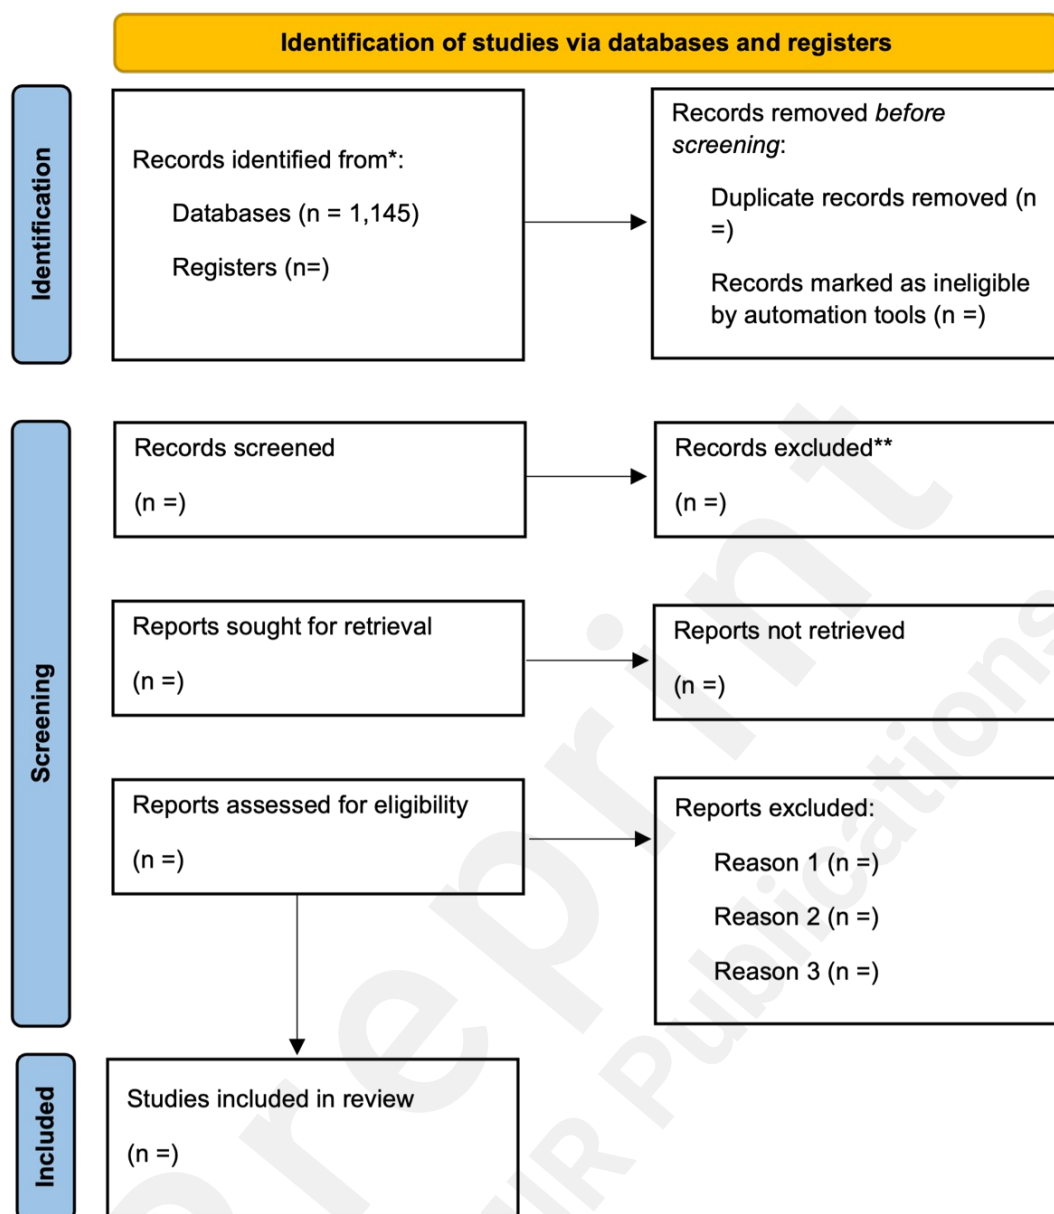 Identification of studies via databases and registers
Identification
Records identified from*:
Databases (n = 1,145)
Registers (n=)
Records removed before
screening:
Duplicate records removed (n
=)
Records marked as ineligible
by automation tools (n =)
Screening
Records screened
(n =)
Records excluded**
(n =)
Reports sought for retrieval
(n =)
Reports not retrieved
(n =)
Reports assessed for eligibility
(n =)
Reports excluded:
Reason 1 (n =)
Reason 2 (n =)
Reason 3 (n =)
Included
Studies included in review
(n =)
Preprint
Publications